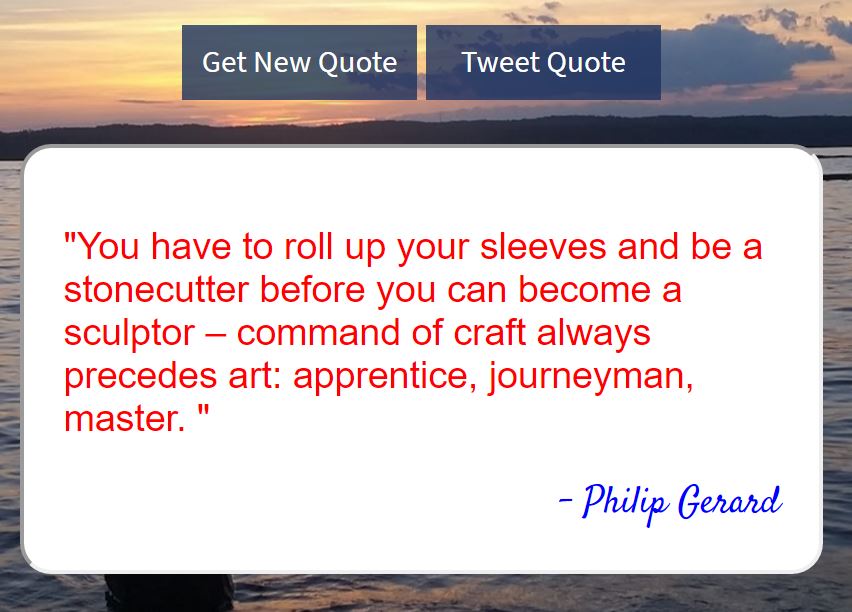 Get New Quote Tweet Quote
"You have to roll up your sleeves and be a
stonecutter before you can become a
sculptor – command of craft always
precedes art: apprentice, journeyman,
master. "
- Philip Gerard